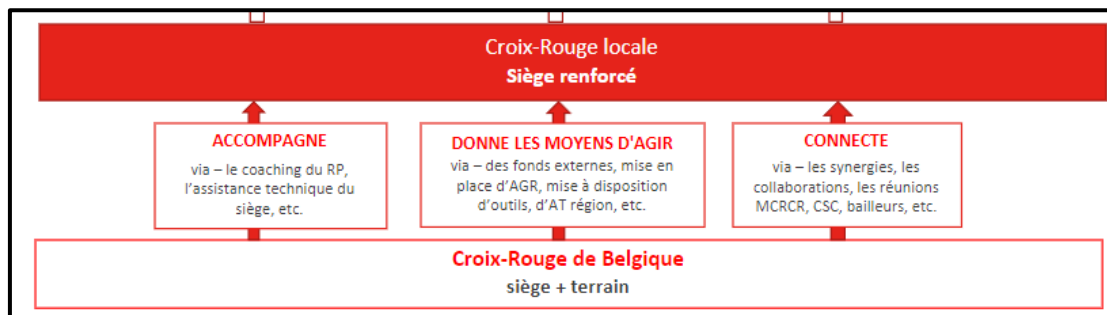 Croix-Rouge locale
Siège renforcé
ACCOMPAGNE
via – le coaching du RP,
l'assistance technique du
siège, etc.
DONNE LES MOYENS D'AGIR
via – des fonds externes, mise en
place d'AGR, mise à disposition
d'outils, d'AT région, etc.
CONNECTE
via – les synergies, les
collaborations, les réunions
MCRCR, CSC, bailleurs, etc.
Croix-Rouge de Belgique
siège + terrain